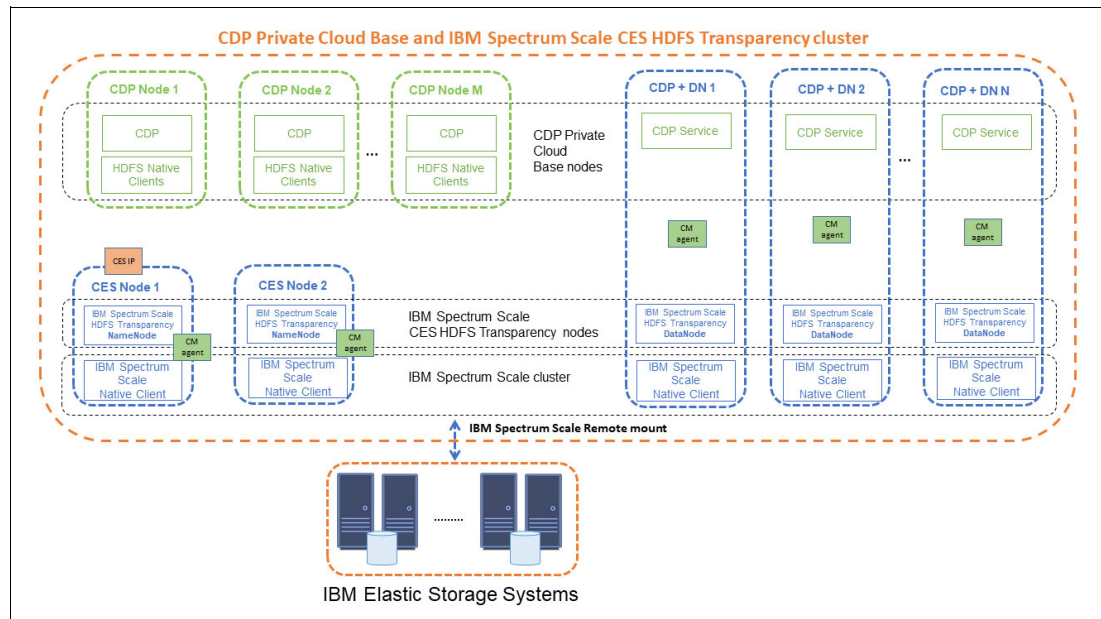 CDP Private Cloud Base and IBM Spectrum Scale CES HDFS Transparency cluster
CDP Node 1
CDP
HDFS Native
Clients
CDP Node 2
CDP
HDFS Native
Clients
...
CDP Node M
CDP
HDFS Native
Clients
CDP Private
Cloud
Base nodes
CDP + DN 1
CDP Service
CDP + DN 2
CDP Service
...
CDP + DN N
CDP Service
CM
agent
CM
agent
CM
agent
CES IP
CES Node 1
IBM Spectrum Scale
HDFS Transparency
NameNode
CM
agent
IBM Spectrum
Scale
Native Client
CES Node 2
IBM Spectrum Scale
HDFS Transparency
NameNode
CM
agent
IBM Spectrum
Scale
Native Client
IBM Spectrum Scale
CES HDFS Transparency nodes
IBM Spectrum Scale cluster
IBM Spectrum Scale
HDFS Transparency
DataNode
IBM Spectrum
Scale
Native Client
IBM Spectrum Scale
HDFS Transparency
DataNode
IBM Spectrum
Scale
Native Client
IBM Spectrum Scale
HDFS Transparency
DataNode
IBM Spectrum
Scale
Native Client
IBM Spectrum Scale Remote mount
.........
IBM Elastic Storage Systems